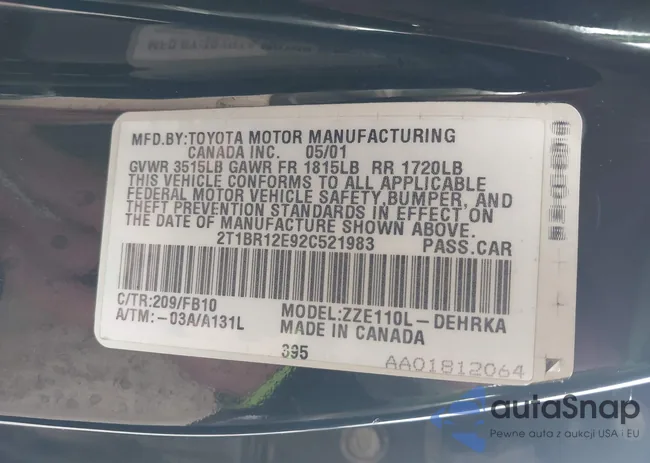 MFD.BY:TOYOTA MOTOR MANUFACTURING
CANADA INC. 05/01
GVWR 3515LB GAWR FR 1815LB RR 1720LB
THIS VEHICLE CONFORMS TO ALL APPLICABLE
FEDERAL MOTOR VEHICLE SAFETY,BUMPER, AND
THEFT PREVENTION STANDARDS IN EFFECT ON
THE DATE OF MANUFACTURE SHOWN ABOVE.
2T1BR12E92C521983 PASS.CAR
C/TR:209/FB10 MODEL:ZZE110L-DEHRKA
A/TM:-03A/A131L MADE IN CANADA
395
AA01812064
autaSnap
Pewne auta z aukcji USA i EU